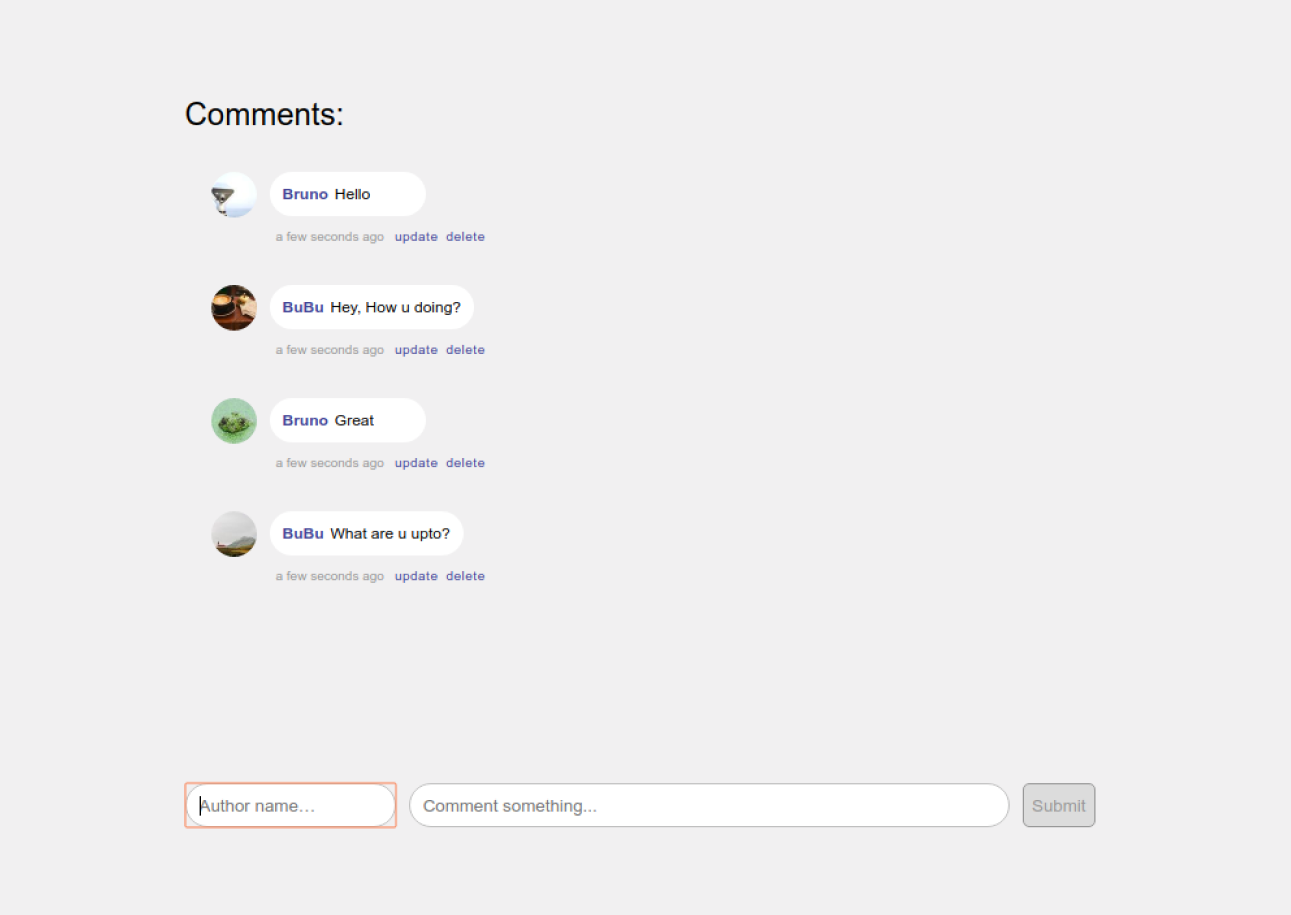 Comments:
Bruno Hello
a few seconds ago update delete
BuBu Hey, How u doing?
a few seconds ago update delete
Bruno Great
a few seconds ago update delete
BuBu What are u upto?
a few seconds ago update delete
Author name... Comment something... Submit